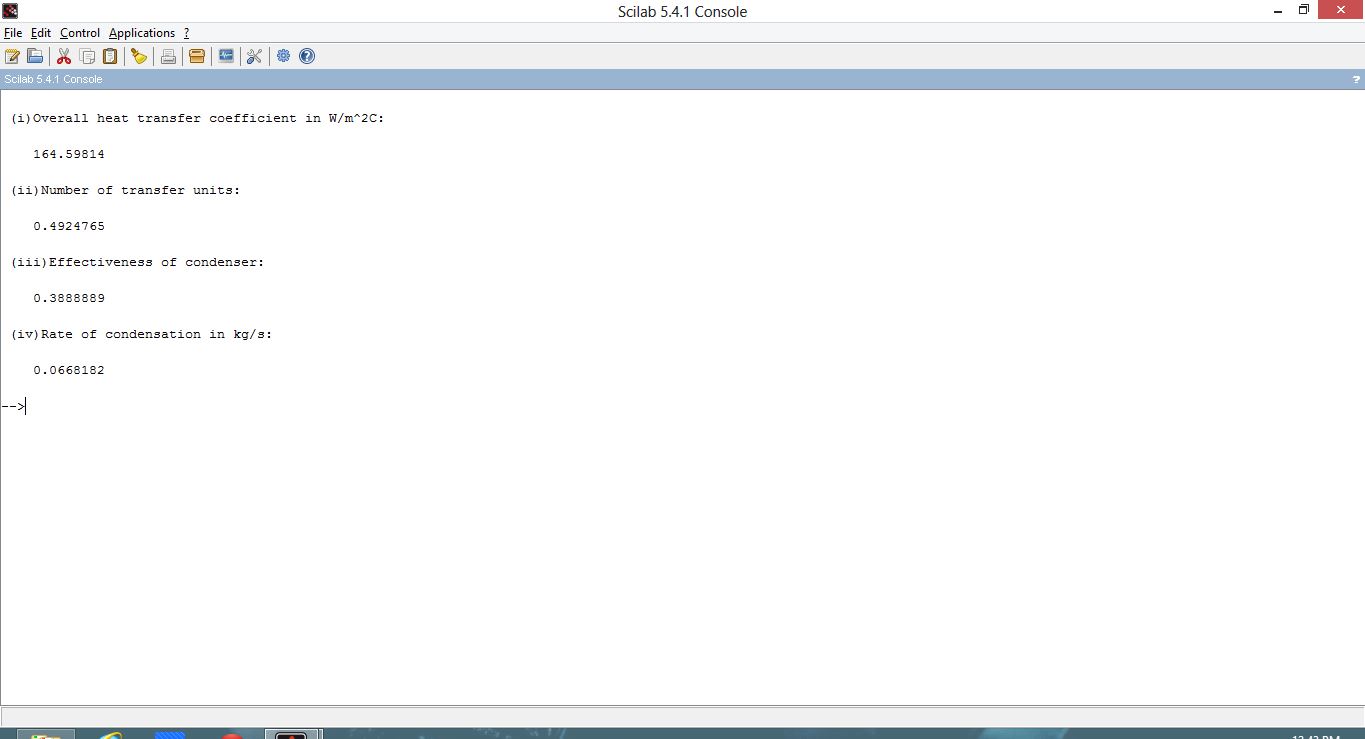 Scilab 5.4.1 Console
File Edit Control Applications ?
Scilab 5.4.1 Console ?
(i)Overall heat transfer coefficient in W/m^2C:
164.59814
(ii)Number of transfer units:
0.4924765
(iii)Effectiveness of condenser:
0.3888889
(iv)Rate of condensation in kg/s:
0.0668182
-->